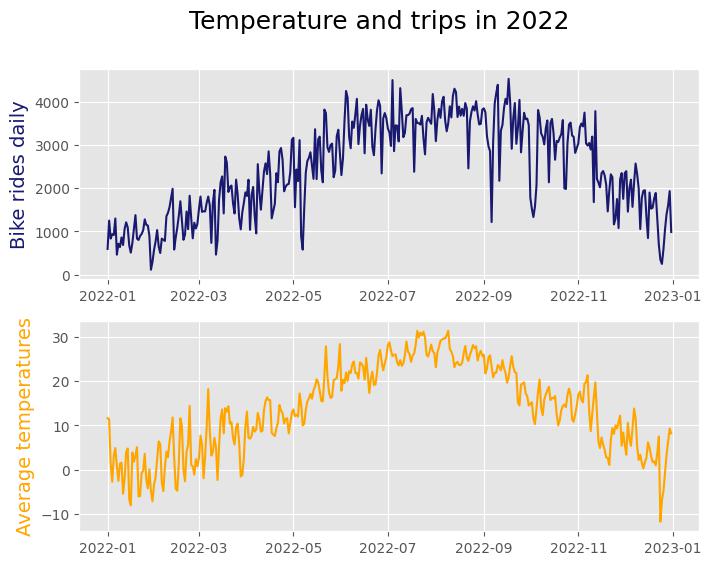 Temperature and trips in 2022
Bike rides daily
4000
3000
2000
1000
0
2022-01 2022-03 2022-05 2022-07 2022-09 2022-11 2023-01
Average temperatures
30
20
10
0
−10
2022-01 2022-03 2022-05 2022-07 2022-09 2022-11 2023-01